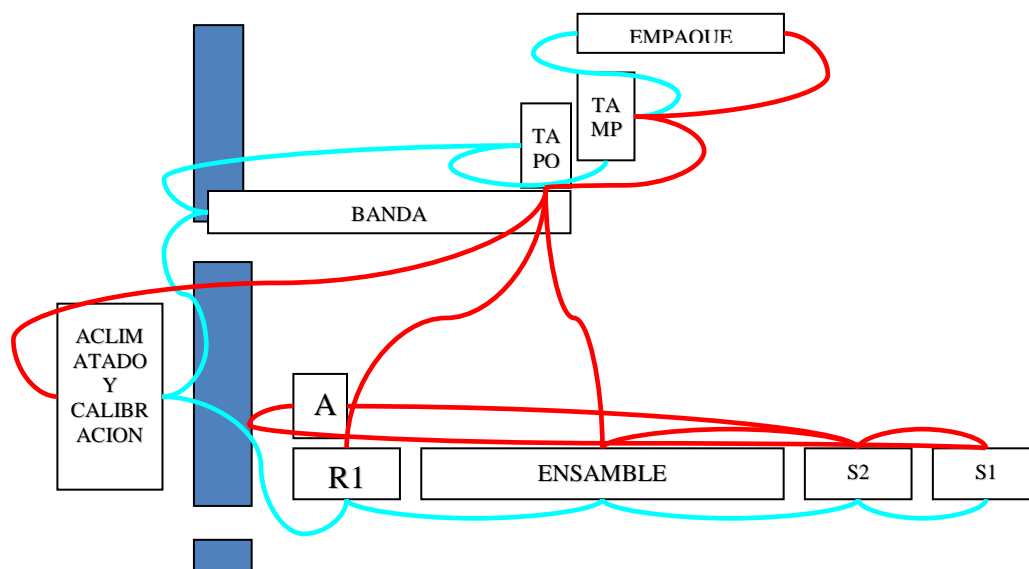 EMPAQUE
TA
MP
TA
PO
BANDA
ACLIM
ATADO
Y
CALIBR
ACION
A
R1
ENSAMBLE
S2
S1